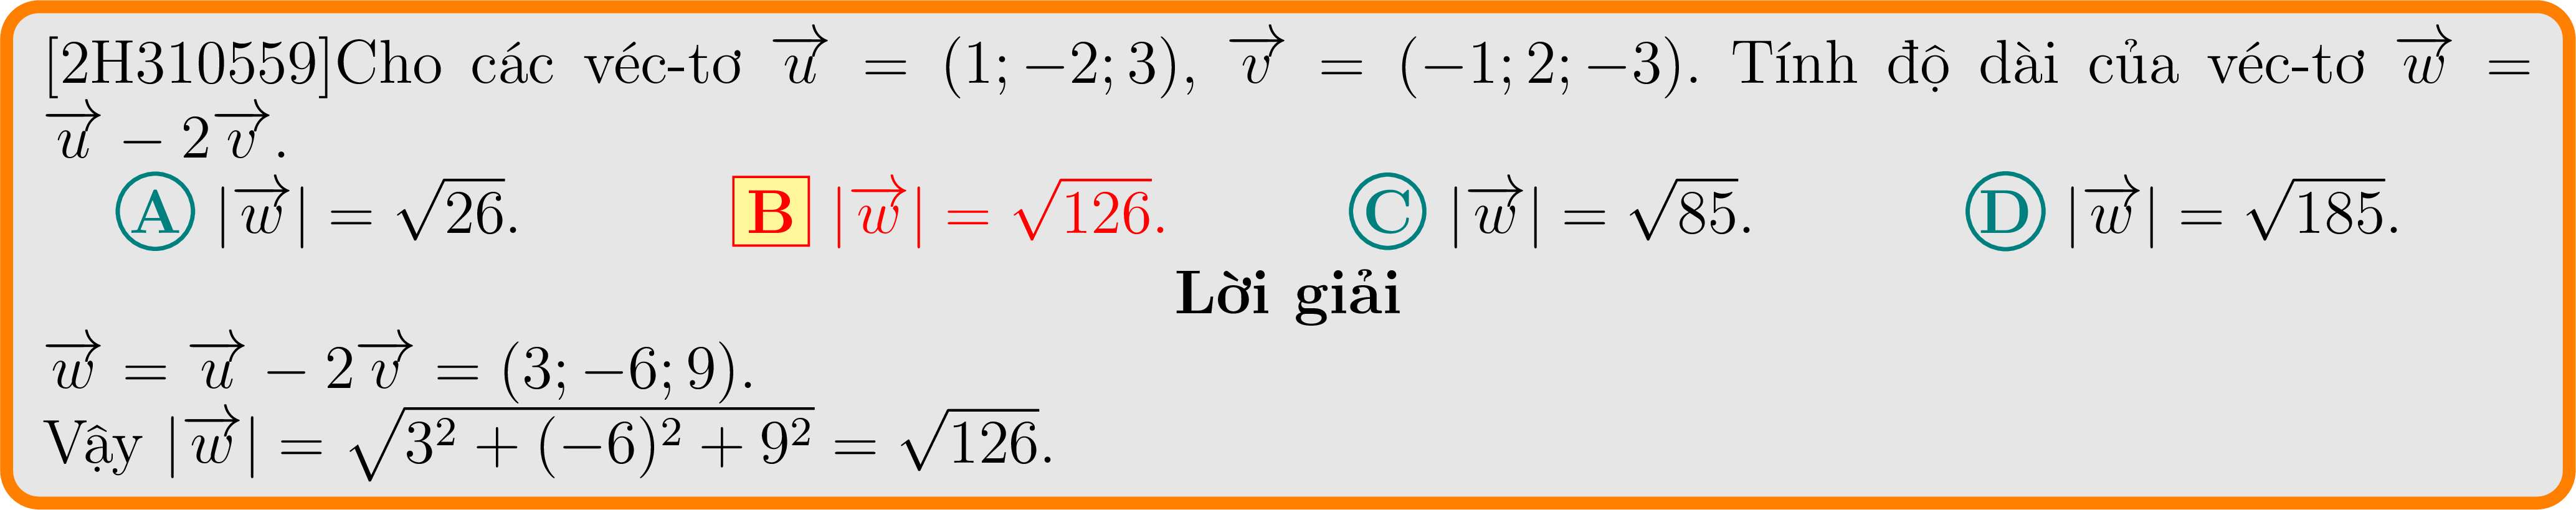 [2H310559]Cho các véc-tơ $\overrightarrow{u} = (1; -2; 3)$, $\overrightarrow{v} = (-1; 2; -3)$. Tính độ dài của véc-tơ $\overrightarrow{w} =$
$\overrightarrow{u} - 2\overrightarrow{v}$.
A $|\overrightarrow{w}| = \sqrt{26}$. B $|\overrightarrow{w}| = \sqrt{126}$. C $|\overrightarrow{w}| = \sqrt{85}$. D $|\overrightarrow{w}| = \sqrt{185}$.
Lời giải
$\overrightarrow{w} = \overrightarrow{u} - 2\overrightarrow{v} = (3; -6; 9)$.
Vậy $|\overrightarrow{w}| = \sqrt{3^2 + (-6)^2 + 9^2} = \sqrt{126}$.